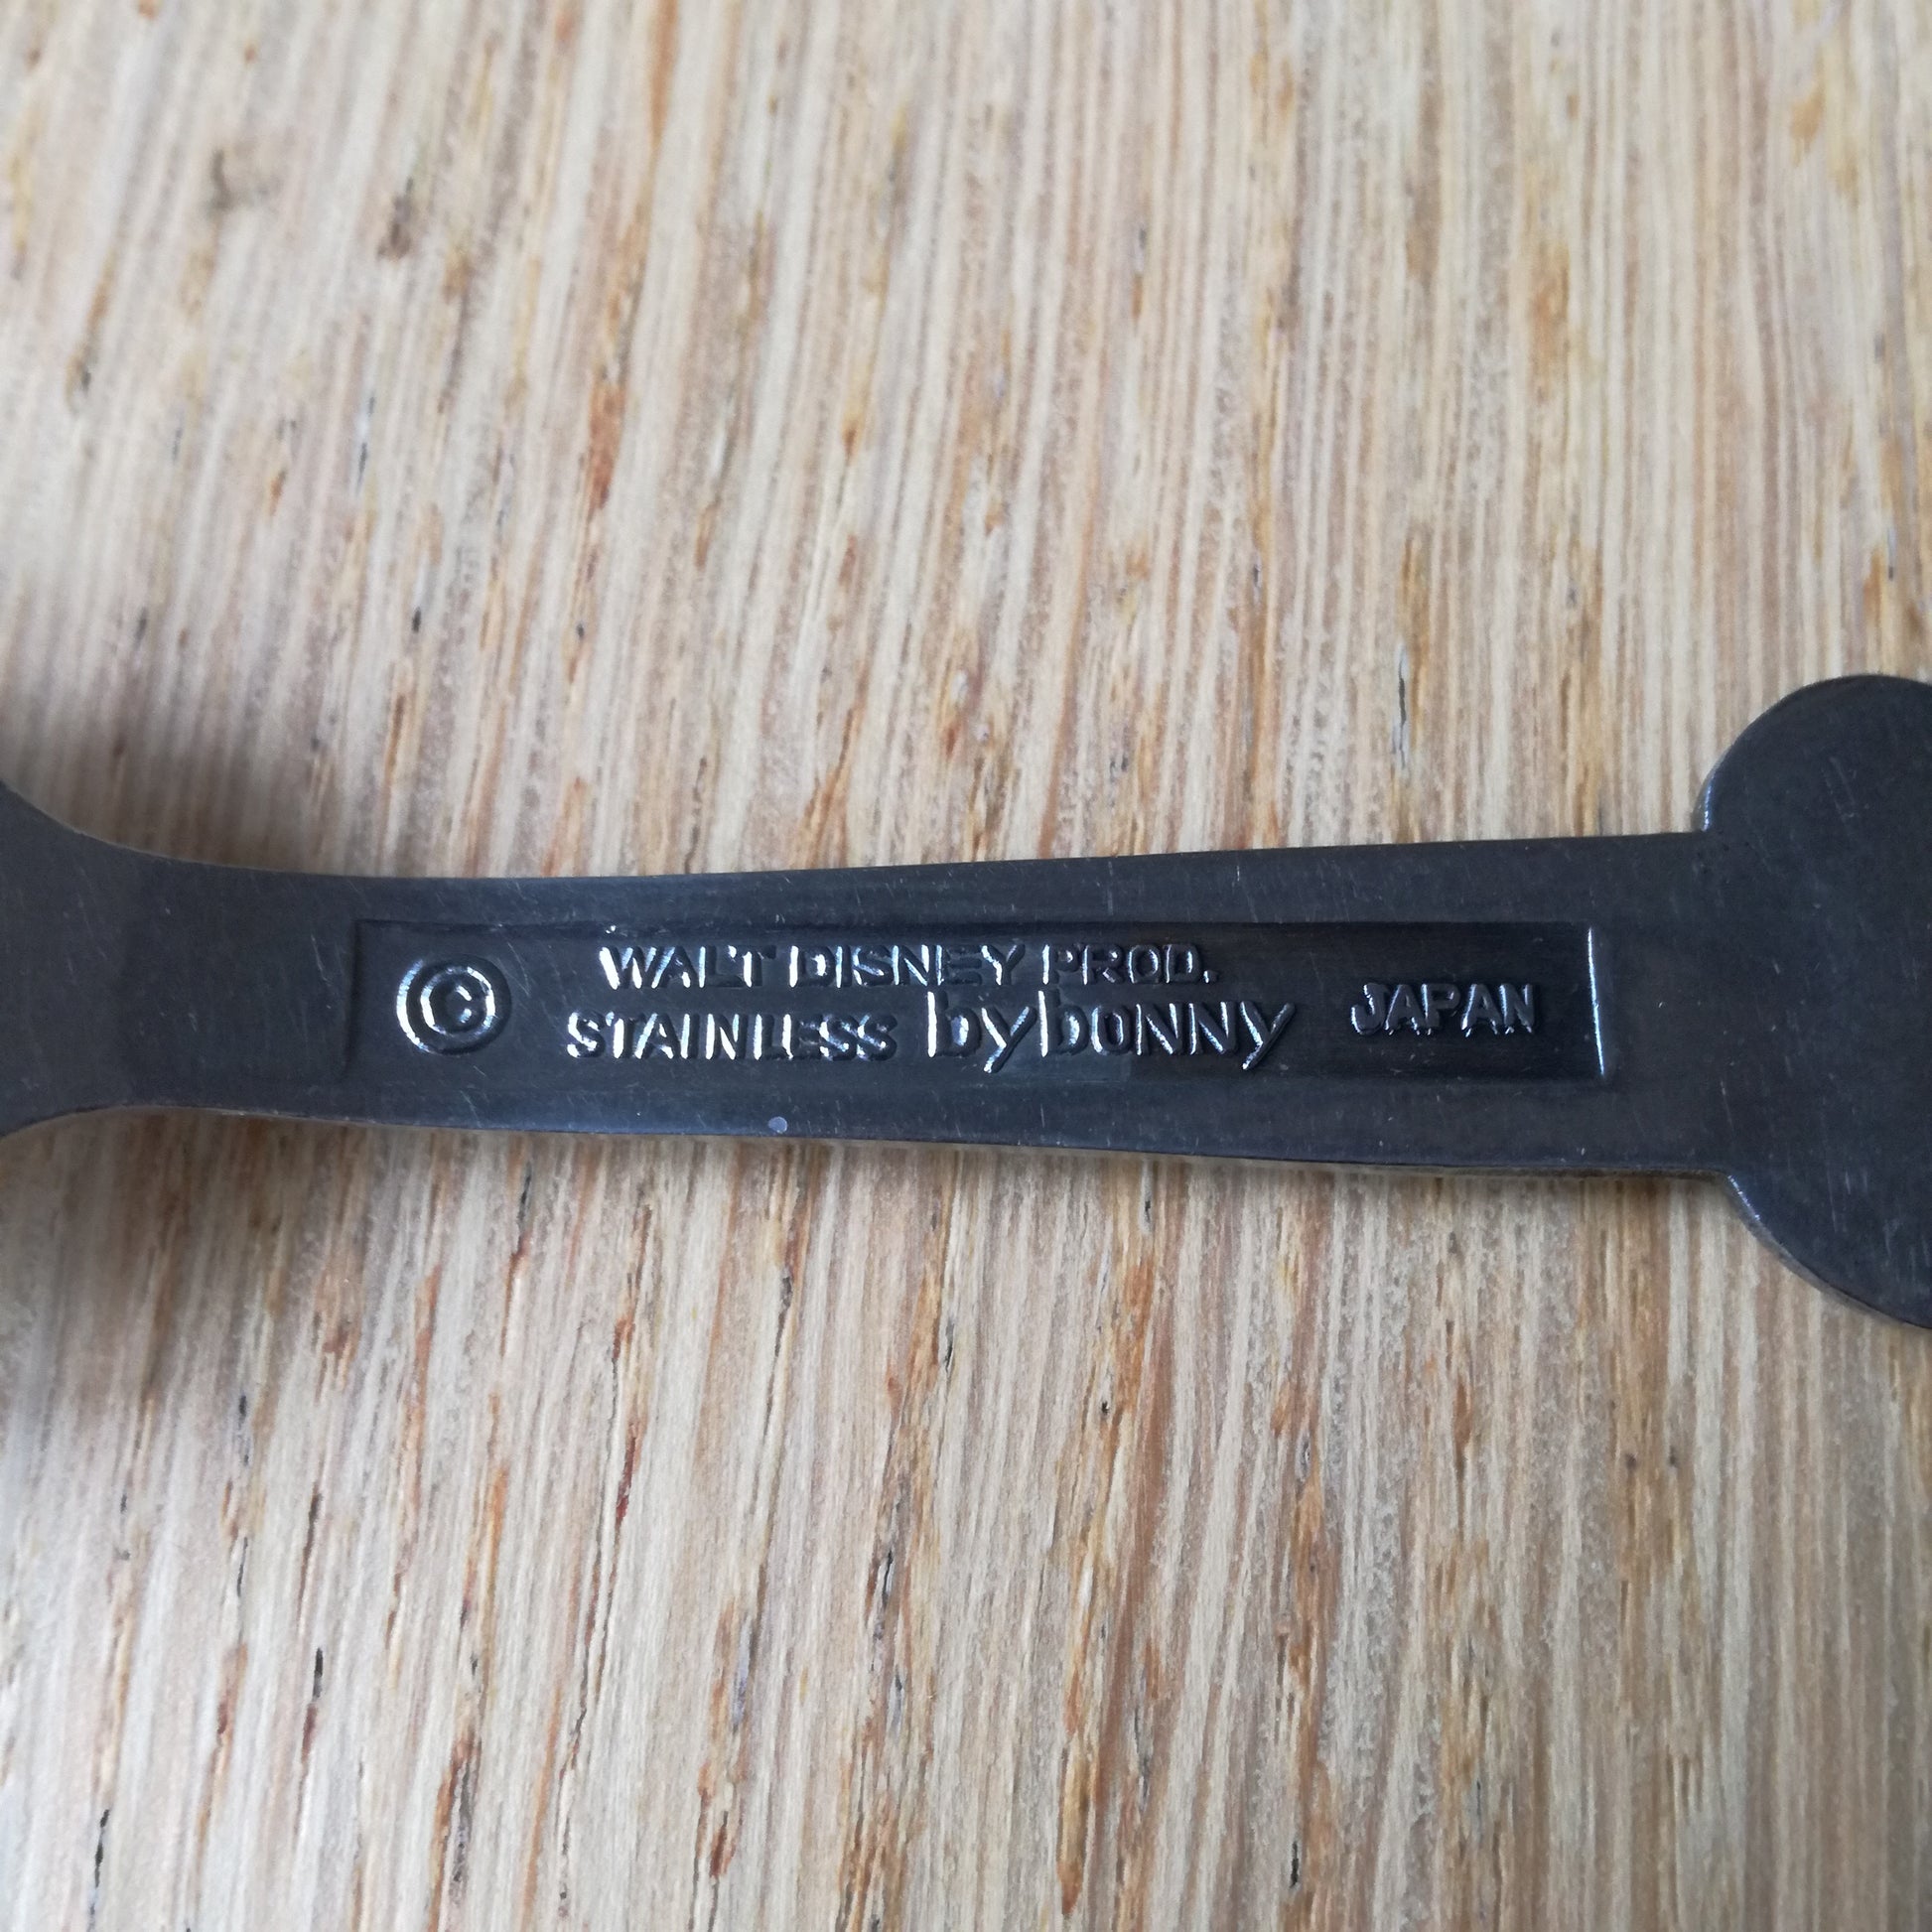 ©
WALT DISNEY PROD.
STAINLESS bybonny
JAPAN